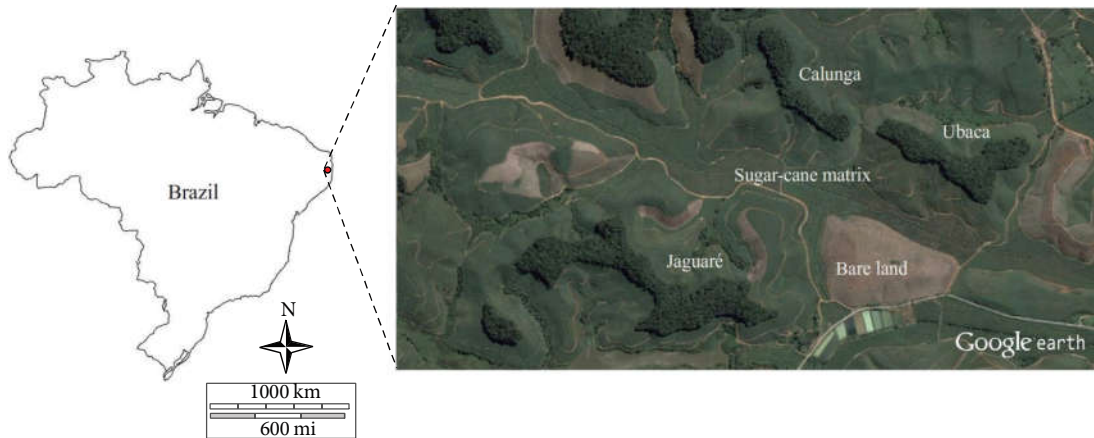 Brazil
N
1000 km
600 mi
Calunga
Ubaca
Sugar-cane matrix
Jaguaré
Bare land
Google earth